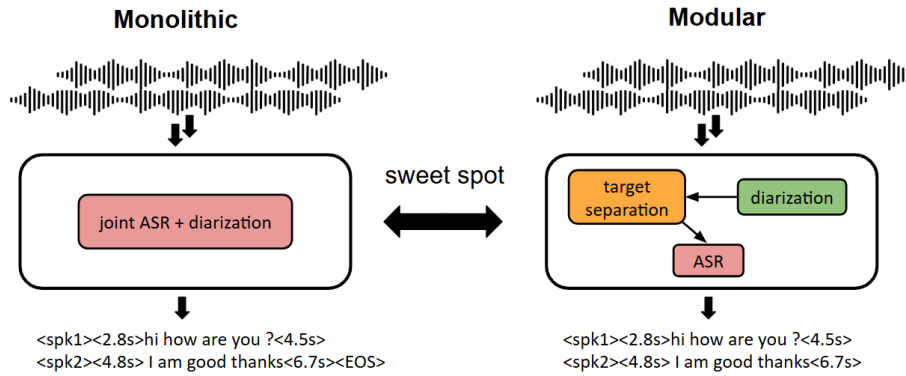 Monolithic
Modular
sweet spot
joint ASR + diarization
target
separation
diarization
ASR
<spk1><2.8s>hi how are you ?<4.5s>
<spk2><4.8s> I am good thanks<6.7s><EOS>
<spk1><2.8s>hi how are you ?<4.5s>
<spk2><4.8s> I am good thanks<6.7s>